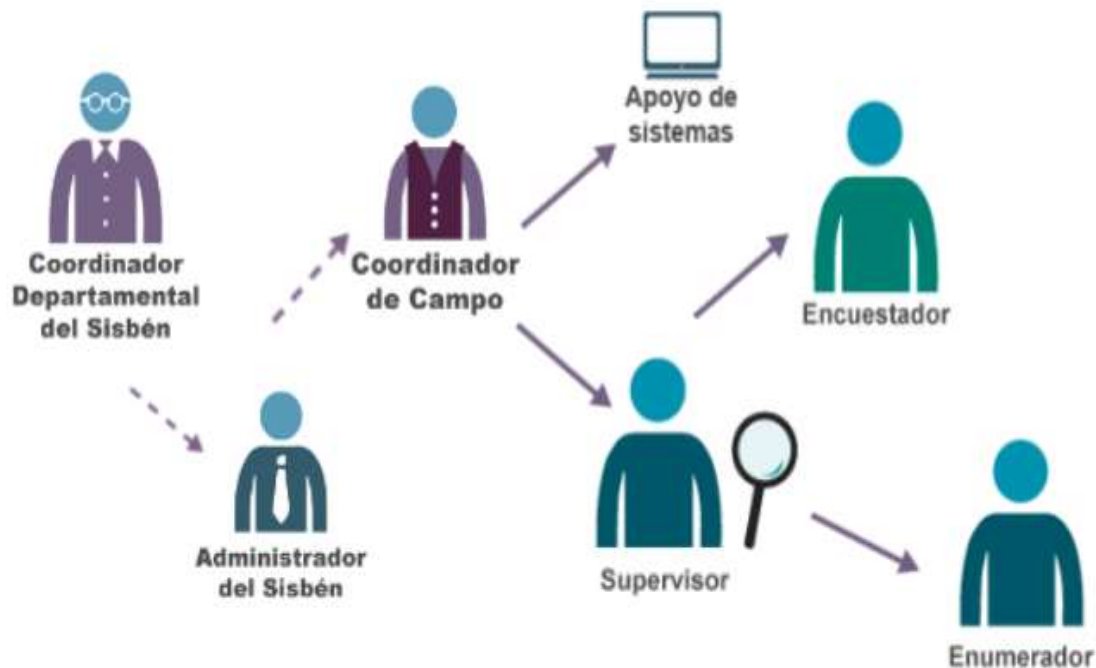 Coordinador
Departamental
del Sisbén
Administrador
del Sisbén
Coordinador
de Campo
Apoyo de
sistemas
Supervisor
Encuestador
Enumerador